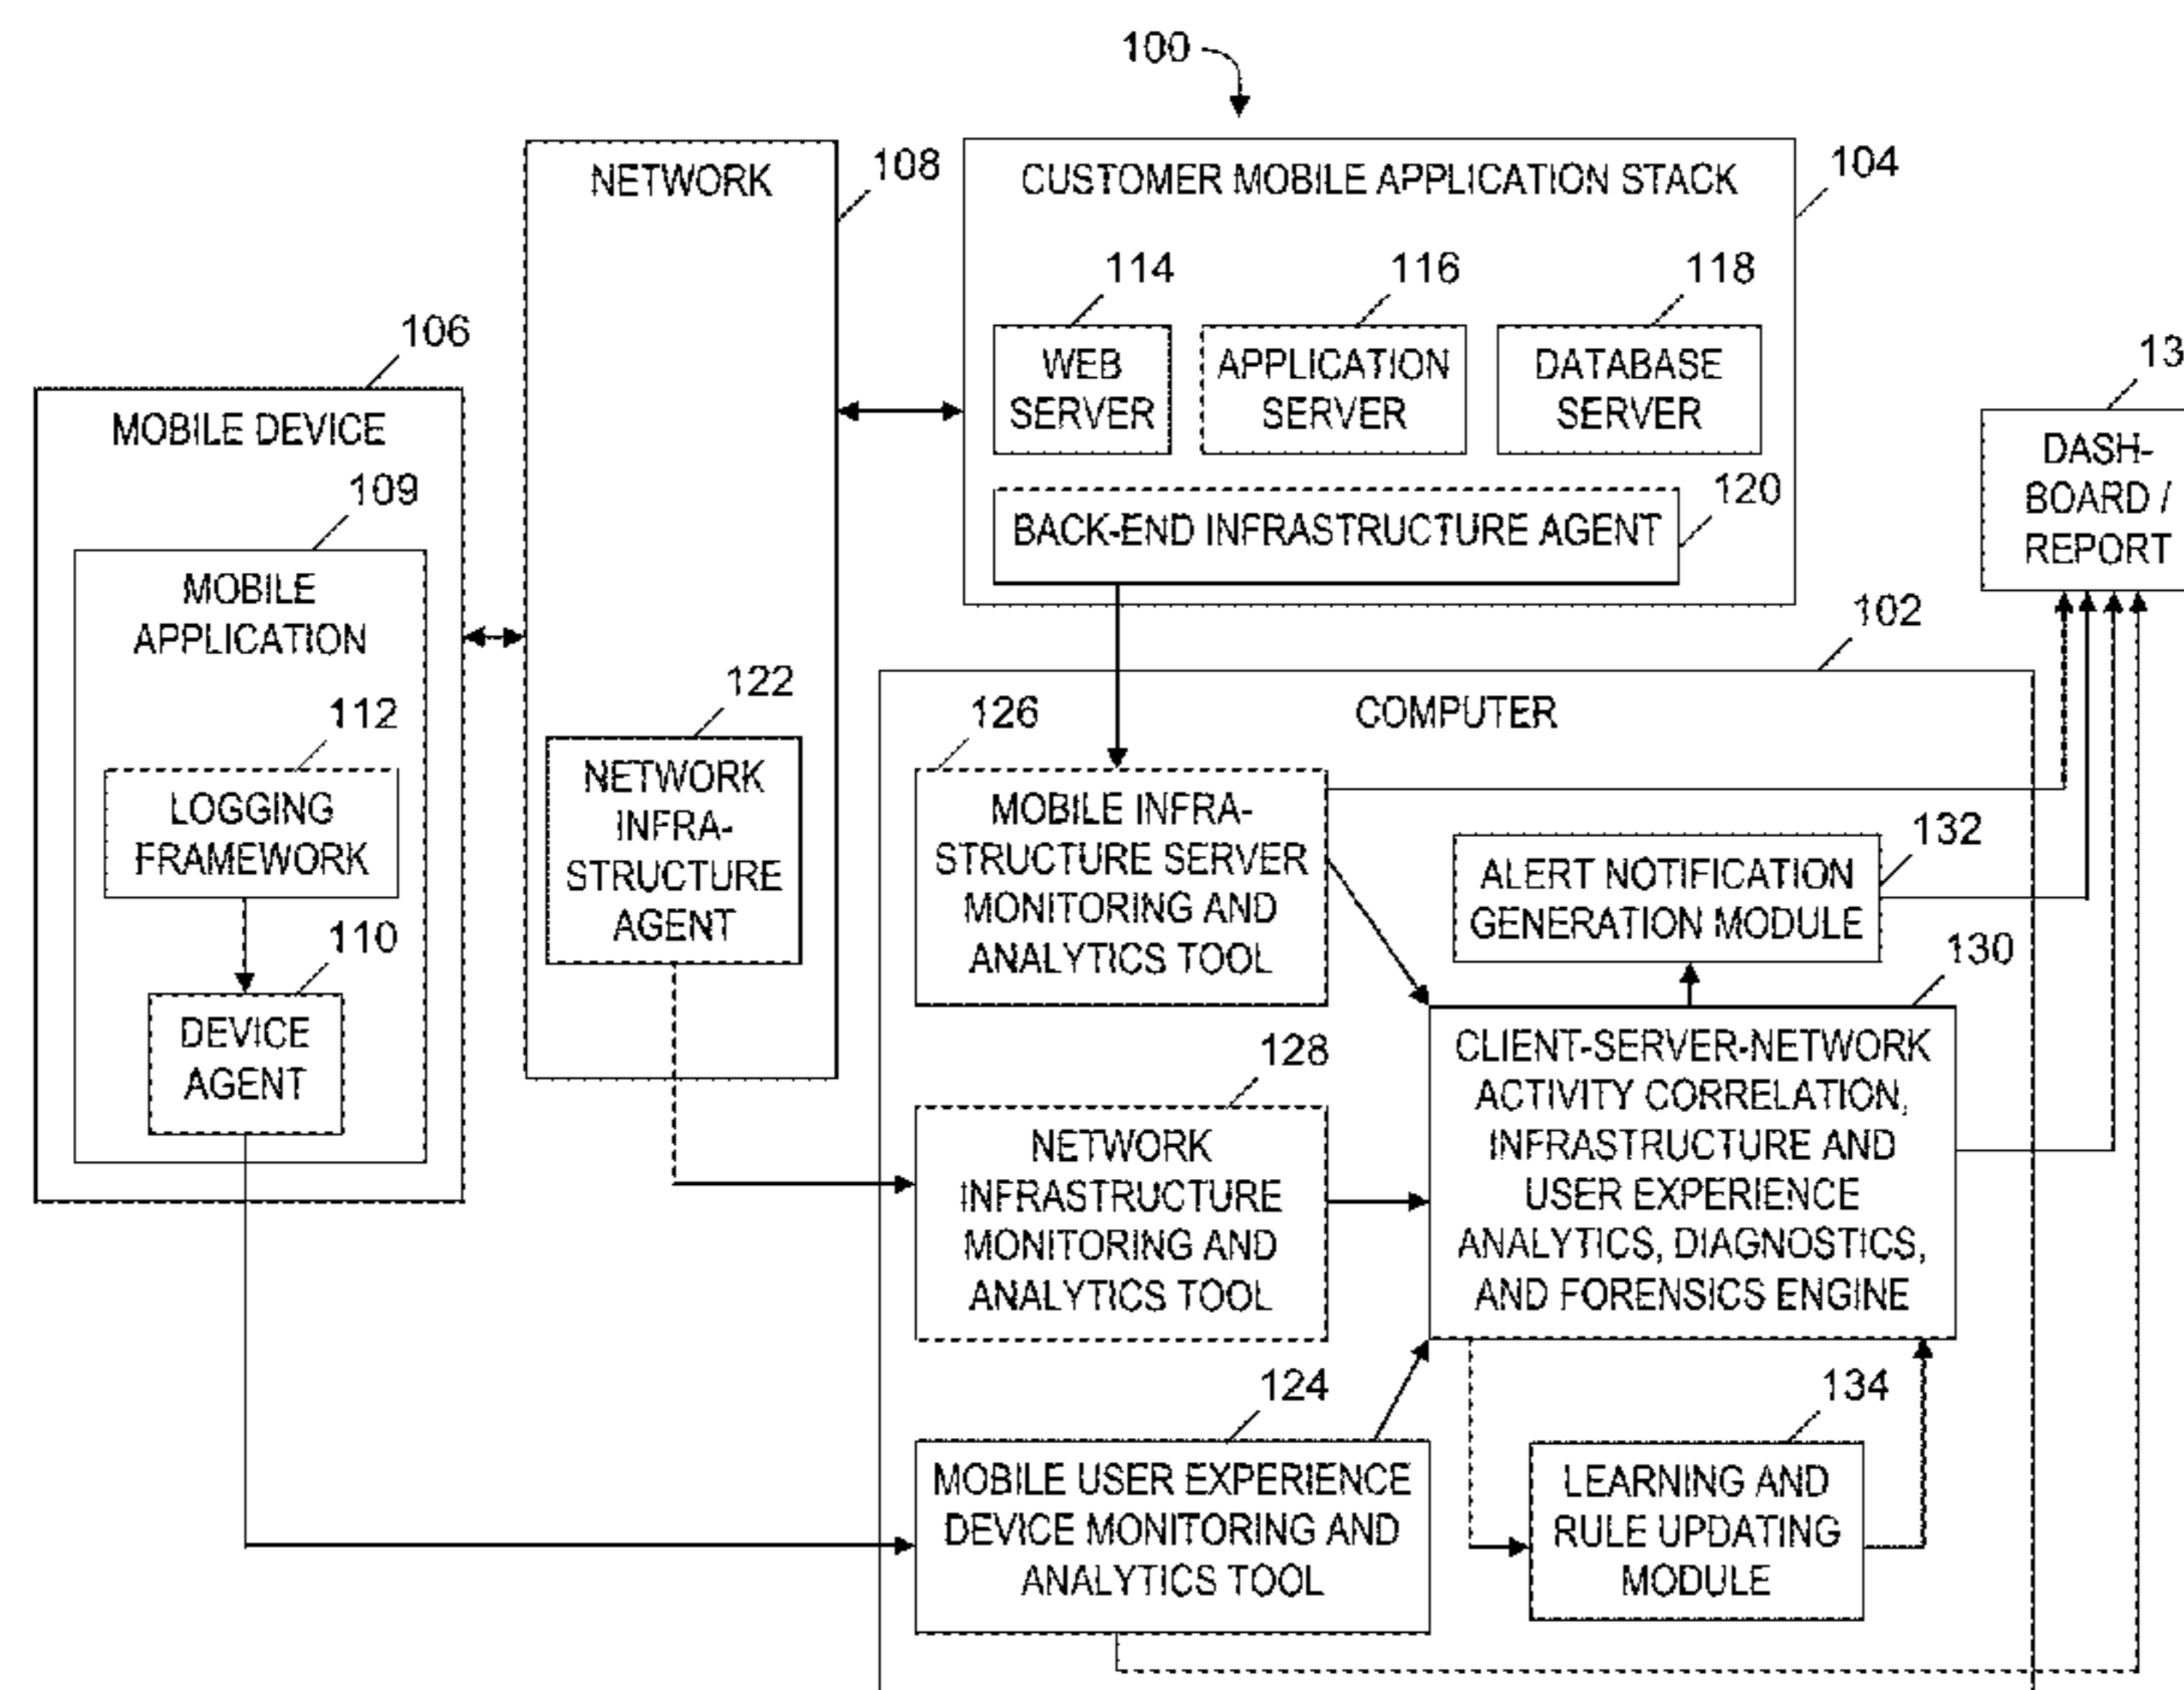 100
NETWORK
108
CUSTOMER MOBILE APPLICATION STACK
104
114
116
118
WEB
SERVER
APPLICATION
SERVER
DATABASE
SERVER
BACK-END INFRASTRUCTURE AGENT
120
106
MOBILE DEVICE
109
MOBILE
APPLICATION
112
LOGGING
FRAMEWORK
110
DEVICE
AGENT
122
NETWORK
INFRA-
STRUCTURE
AGENT
13
DASH-
BOARD /
REPORT
102
COMPUTER
126
MOBILE INFRA-
STRUCTURE SERVER
MONITORING AND
ANALYTICS TOOL
132
ALERT NOTIFICATION
GENERATION MODULE
130
CLIENT-SERVER-NETWORK
ACTIVITY CORRELATION,
INFRASTRUCTURE AND
USER EXPERIENCE
ANALYTICS, DIAGNOSTICS,
AND FORENSICS ENGINE
128
NETWORK
INFRASTRUCTURE
MONITORING AND
ANALYTICS TOOL
124
MOBILE USER EXPERIENCE
DEVICE MONITORING AND
ANALYTICS TOOL
134
LEARNING AND
RULE UPDATING
MODULE